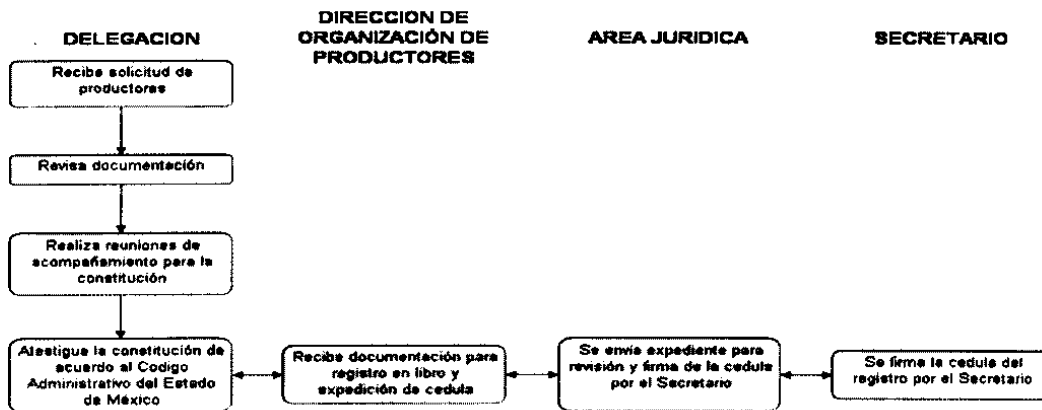 DELEGACION
DIRECCION DE
ORGANIZACIÓN DE
PRODUCTORES
AREA JURIDICA
SECRETARIO
Recibe solicitud de
productores
Revisa documentación
Realiza reuniones de
acompañamiento para la
constitución
Atestigue la constitución de
acuerdo al Codigo
Administrativo del Estado
de México
Recibe documentación para
registro en libro y
expedición de cedula
Se envía expediente para
revisión y firma de la cedula
por el Secretario
Se firma la cedula del
registro por el Secretario